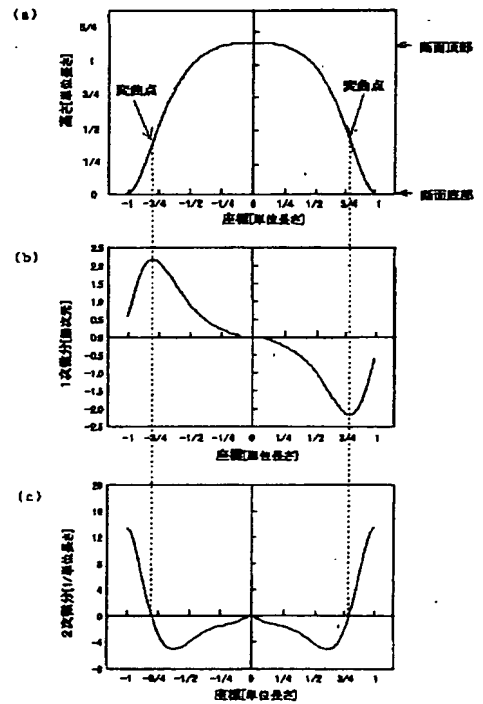 (a)
5/4
1
3/4
1/2
1/4
0
高さ[単位長さ]
変曲点
変曲点
断面頂部
断面底部
-1 -3/4 -1/2 -1/4 0 1/4 1/2 3/4 1
座標[単位長さ]
(b)
2.5
2.0
1.5
1.0
0.5
0.0
-0.5
-1.0
-1.5
-2.0
-2.5
1次微分[無次元]
-1 -3/4 -1/2 -1/4 0 1/4 1/2 3/4 1
座標[単位長さ]
(c)
20
16
12
8
4
0
-4
-8
2次微分[1/単位長さ]
-1 -3/4 -1/2 -1/4 0 1/4 1/2 3/4 1
座標[単位長さ]